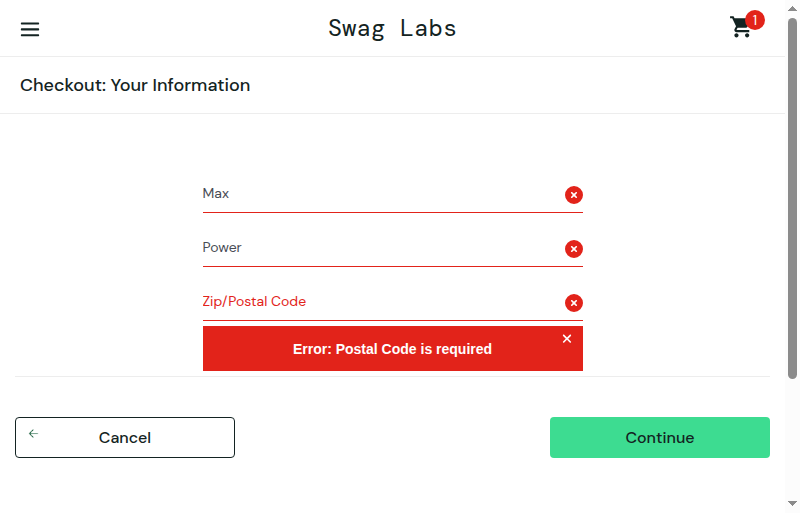 Swag Labs
1
Checkout: Your Information
Max
Power
Zip/Postal Code
Error: Postal Code is required
Cancel
Continue